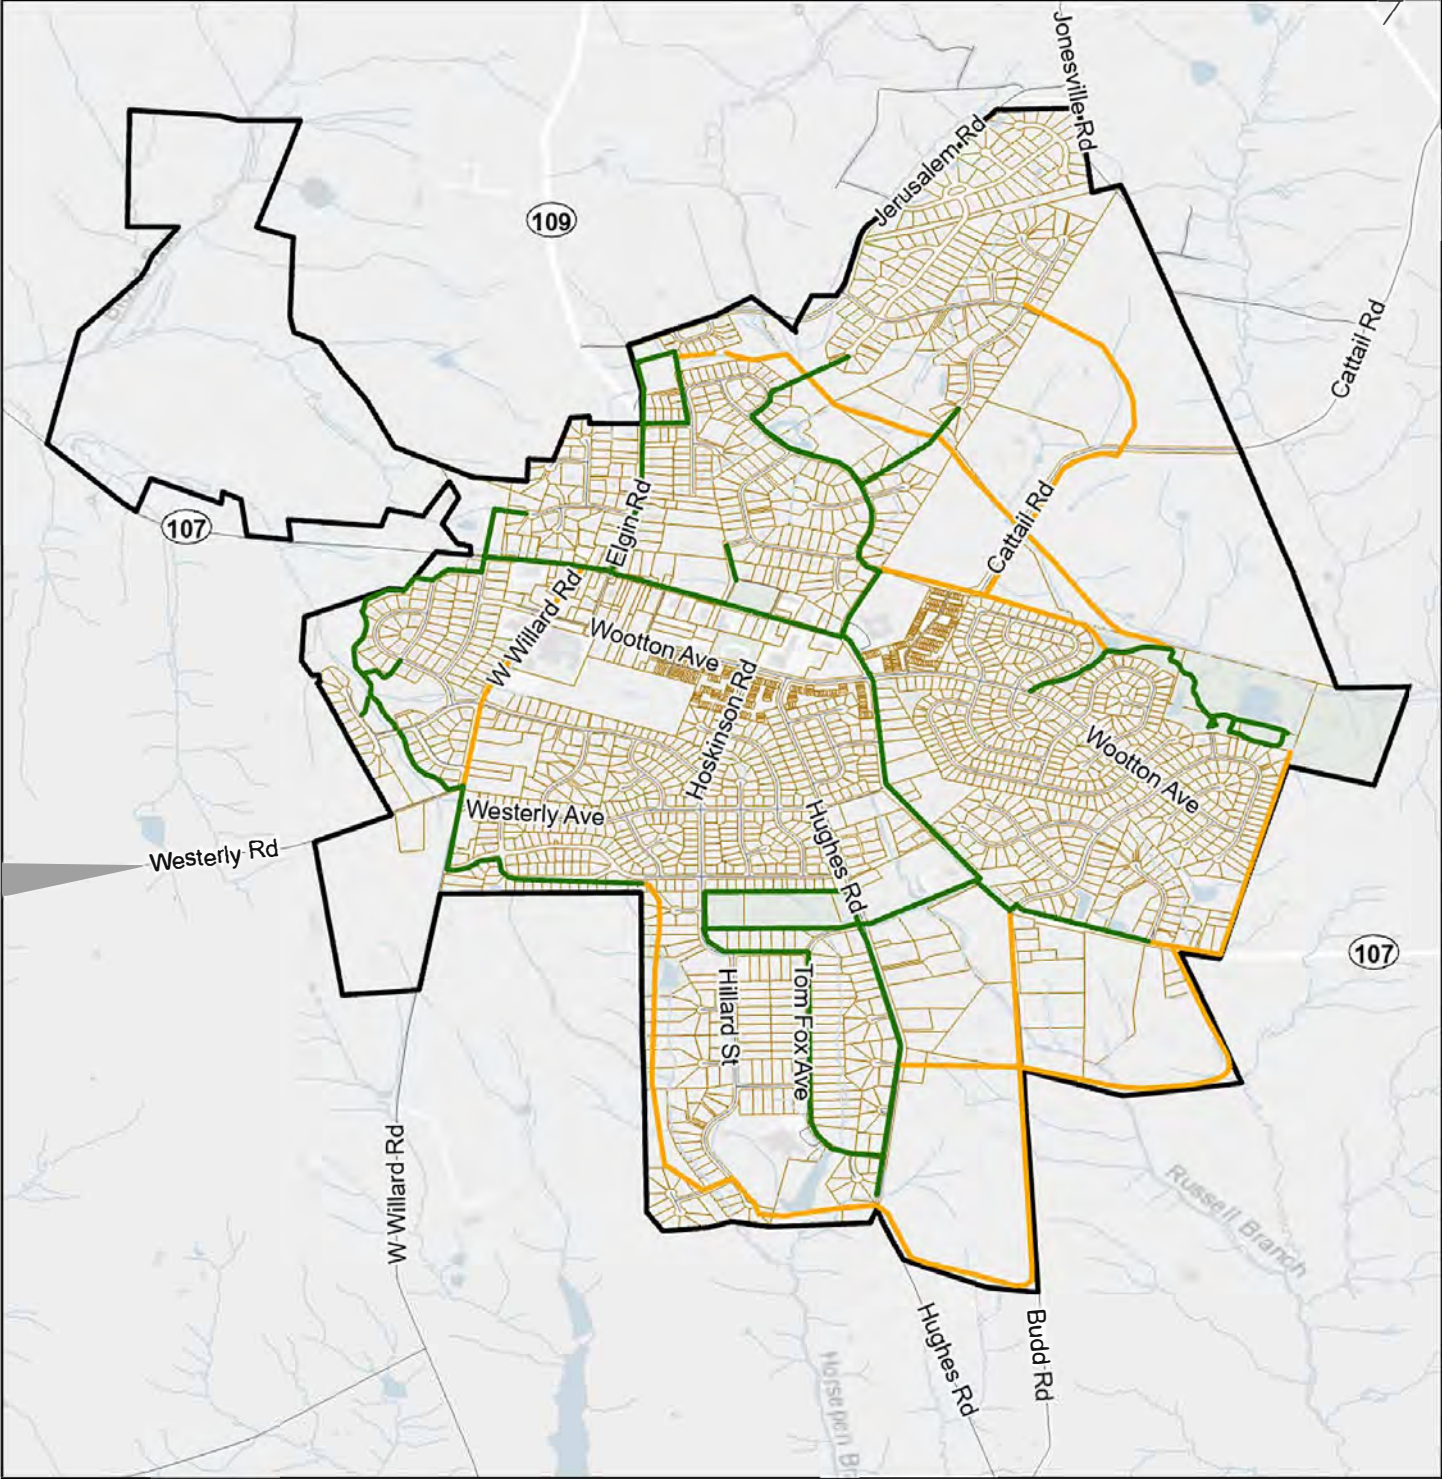 Jonesville Rd
Jerusalem Rd
109
Cattail Rd
107
Elgin Rd
Cattail Rd
W Willard Rd
Wootton Ave
Hoskinson Rd
Wootton Ave
Westerly Ave
Hughes Rd
Westerly Rd
107
Hillard St
Tom Fox Ave
W Willard Rd
Russell Branch
Hughes Rd
Budd Rd
Horsepen Br